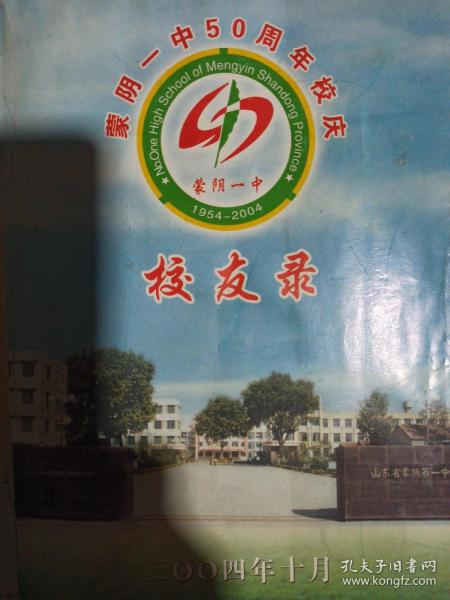 蒙阴一中50周年校庆
No.One High School of Mengyin Shandong Province
蒙阴一中
1954-2004
校友录
山东省蒙阴第一中
二〇〇四年十月
孔夫子旧书网
www.kongfz.com